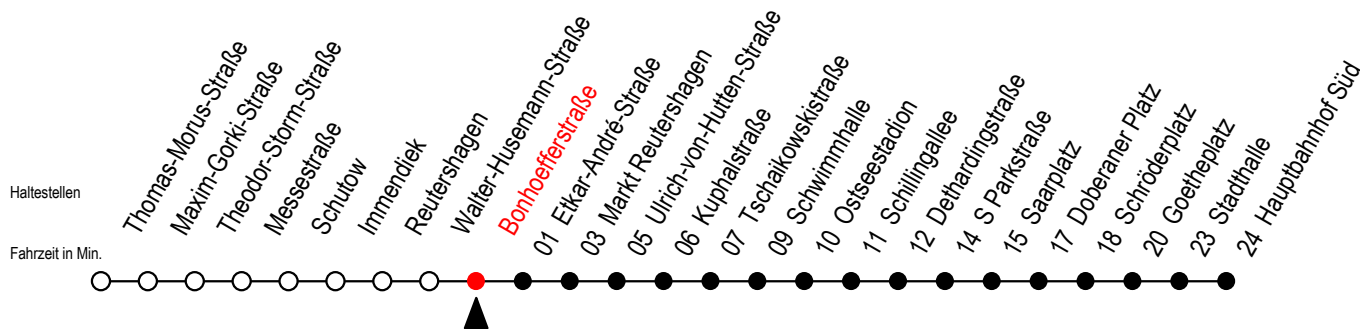 Haltestellen
Fahrzeit in Min.
Thomas-Morus-Straße
Maxim-Gorki-Straße
Theodor-Storm-Straße
Messestraße
Schutow
Immendiek
Reutershagen
Walter-Husemann-Straße
Bonhoefferstraße
01 Etkar-André-Straße
03 Markt Reutershagen
05 Ulrich-von-Hutten-Straße
06 Kuphalstraße
07 Tschaikowskistraße
09 Schwimmhalle
10 Ostseestadion
11 Schillingallee
12 Dethardingstraße
14 S Parkstraße
15 Saarplatz
17 Doberaner Platz
18 Schröderplatz
20 Goetheplatz
23 Stadthalle
24 Hauptbahnhof Süd